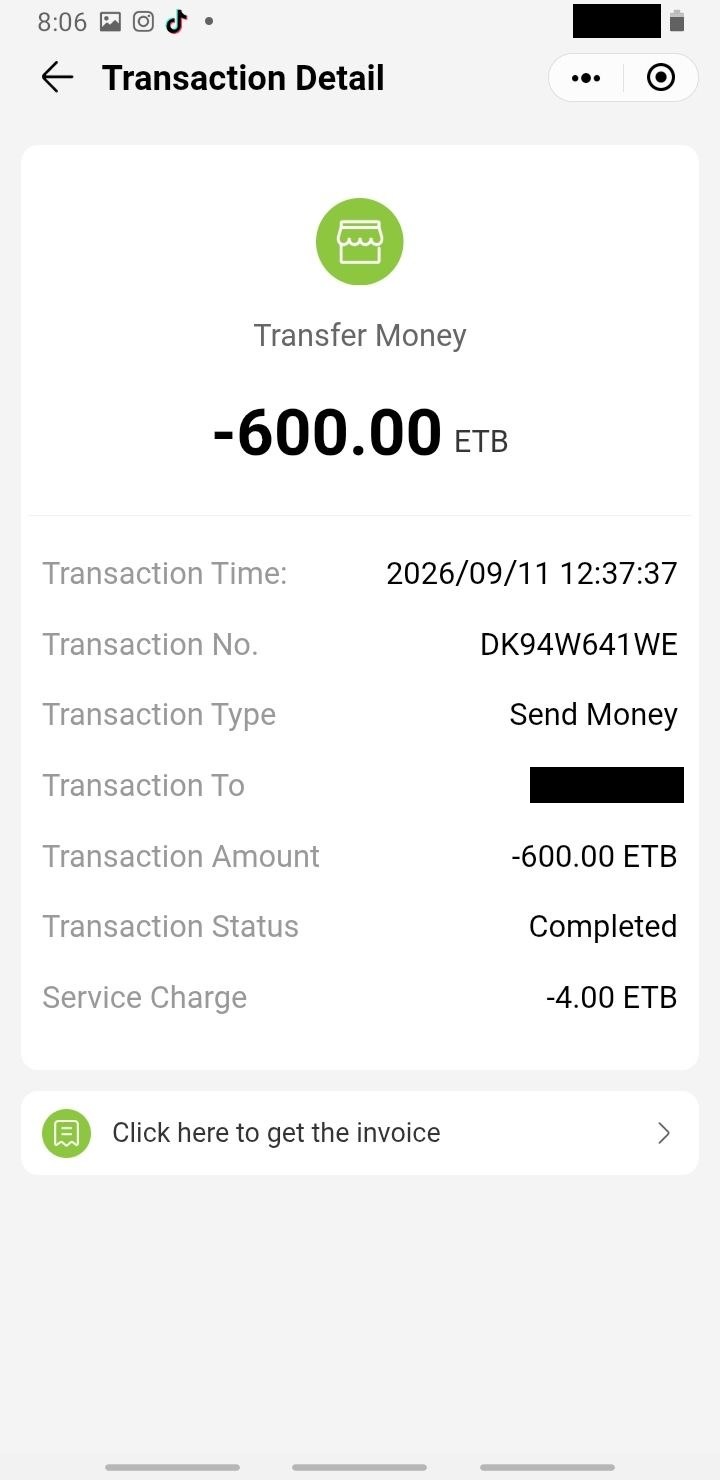 8:06
Transaction Detail
Transfer Money
-600.00 ETB
Transaction Time: 2026/09/11 12:37:37
Transaction No. DK94W641WE
Transaction Type Send Money
Transaction To
Transaction Amount -600.00 ETB
Transaction Status Completed
Service Charge -4.00 ETB
Click here to get the invoice